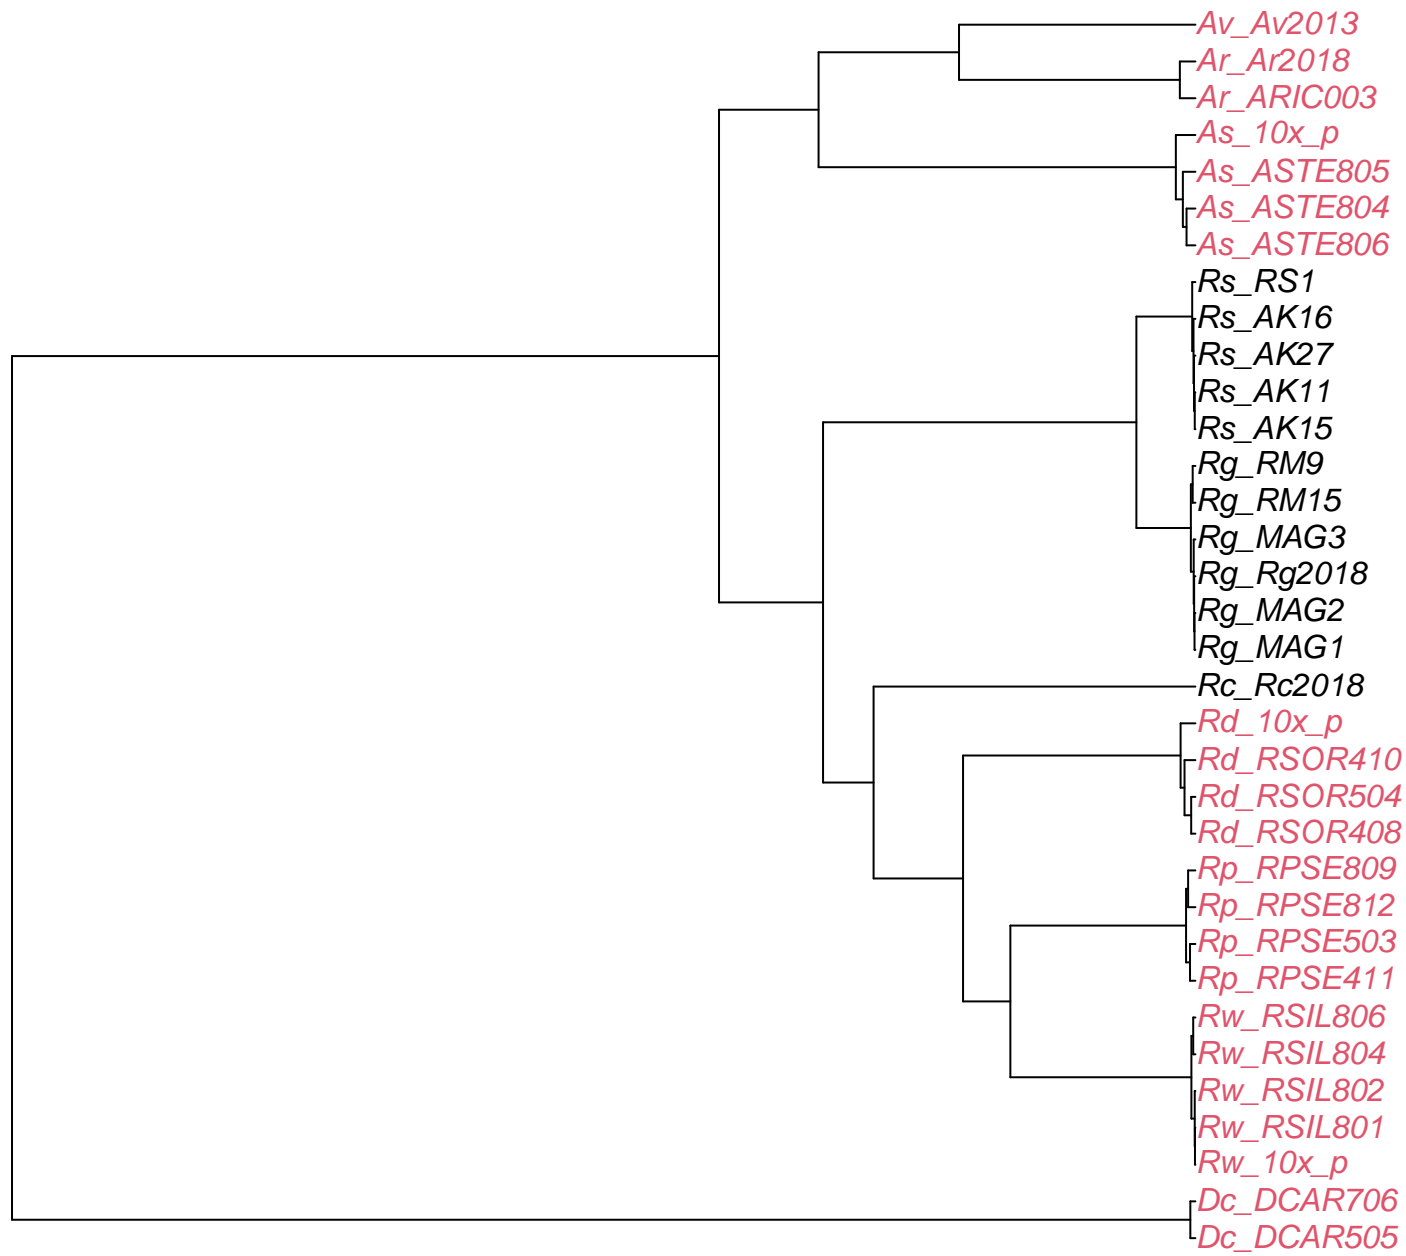 Av_Av2013
Ar_Ar2018
Ar_ARIC003
As_10x_p
As_ASTE805
As_ASTE804
As_ASTE806
Rs_RS1
Rs_AK16
Rs_AK27
Rs_AK11
Rs_AK15
Rg_RM9
Rg_RM15
Rg_MAG3
Rg_Rg2018
Rg_MAG2
Rg_MAG1
Rc_Rc2018
Rd_10x_p
Rd_RSOR410
Rd_RSOR504
Rd_RSOR408
Rp_RPSE809
Rp_RPSE812
Rp_RPSE503
Rp_RPSE411
Rw_RSIL806
Rw_RSIL804
Rw_RSIL802
Rw_RSIL801
Rw_10x_p
Dc_DCAR706
Dc_DCAR505